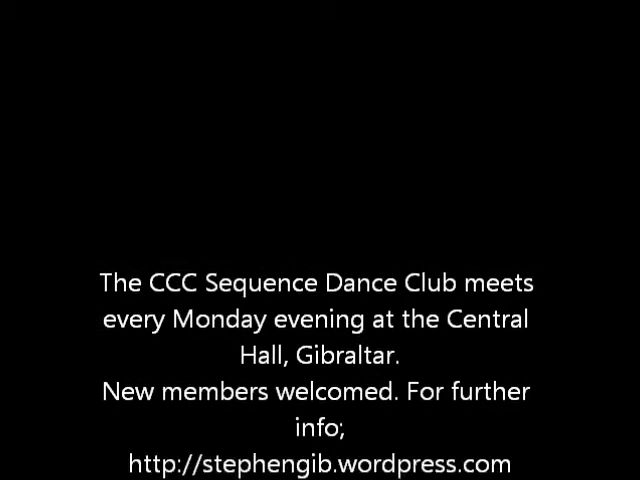 The CCC Sequence Dance Club meets
every Monday evening at the Central
Hall, Gibraltar.
New members welcomed. For further
info;
http://stephengib.wordpress.com